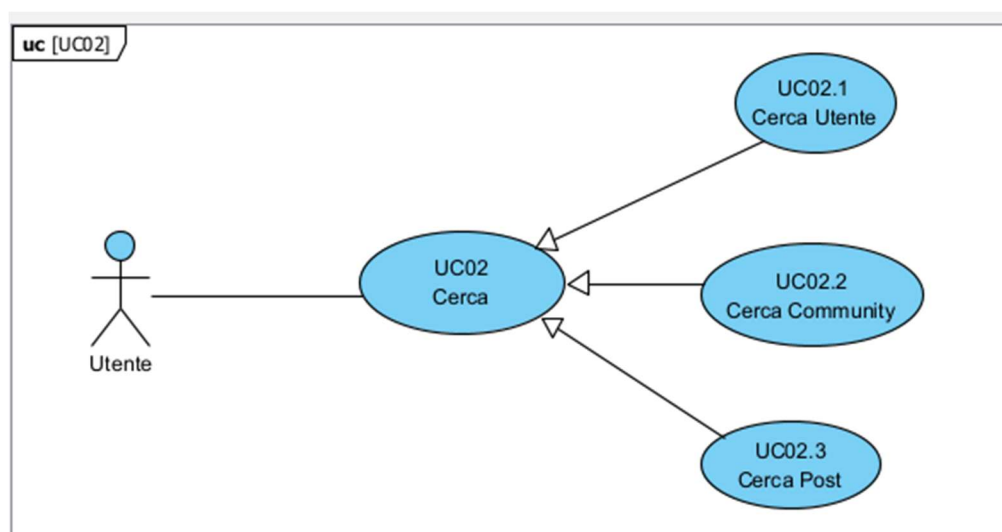 uc [UC02]
UC02.1
Cerca Utente
UC02
Cerca
UC02.2
Cerca Community
Utente
UC02.3
Cerca Post